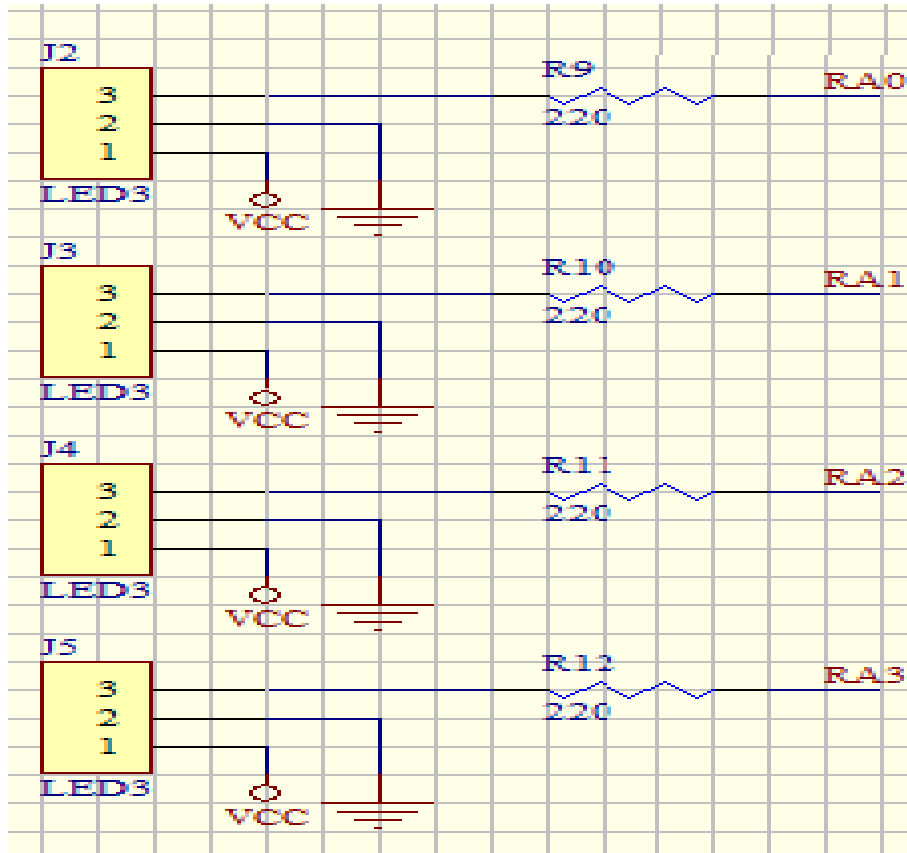 J2
R9
RA0
3
220
2
1
LED3
VCC
J3
R10
RA1
3
220
2
1
LED3
VCC
J4
R11
RA2
3
220
2
1
LED3
VCC
J5
R12
RA3
3
220
2
1
LED3
VCC